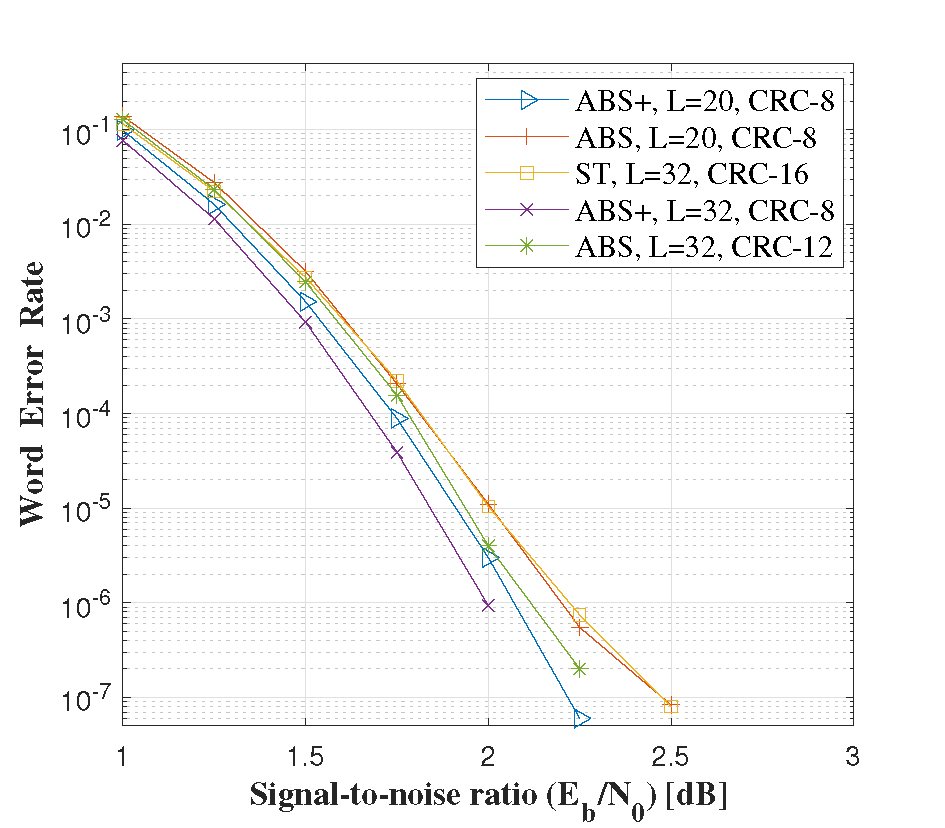 ABS+, L=20, CRC-8
ABS, L=20, CRC-8
ST, L=32, CRC-16
ABS+, L=32, CRC-8
ABS, L=32, CRC-12
10^-1
10^-2
10^-3
10^-4
10^-5
10^-6
10^-7
Word Error Rate
1 1.5 2 2.5 3
Signal-to-noise ratio (E_b/N_0) [dB]